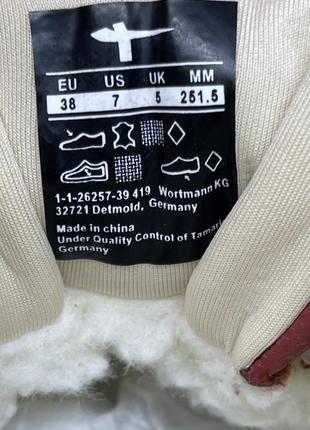 EU US UK MM
38 7 5 251.5
1-1-26257-39 419 Wortmann KG
32721 Detmold, Germany
Made in china
Under Quality Control of Tamari
Germany